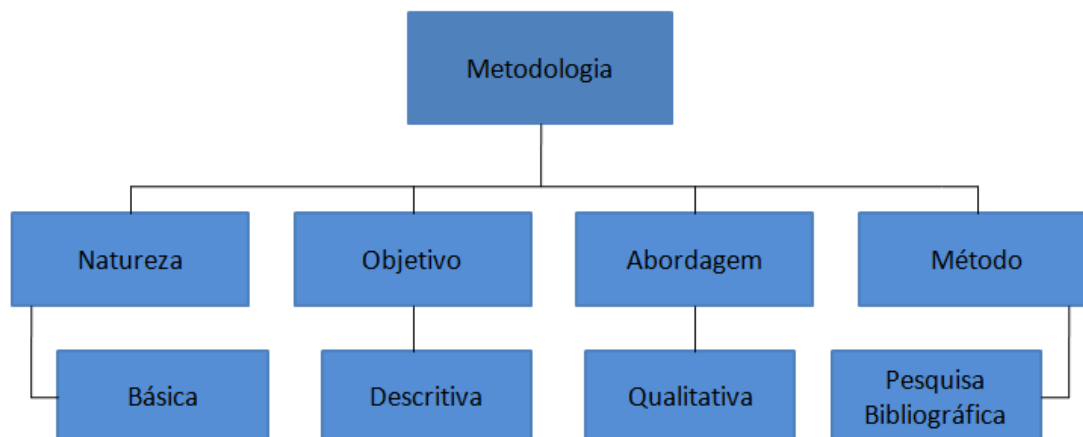 Metodologia
Natureza
Objetivo
Abordagem
Método
Básica
Descritiva
Qualitativa
Pesquisa
Bibliográfica